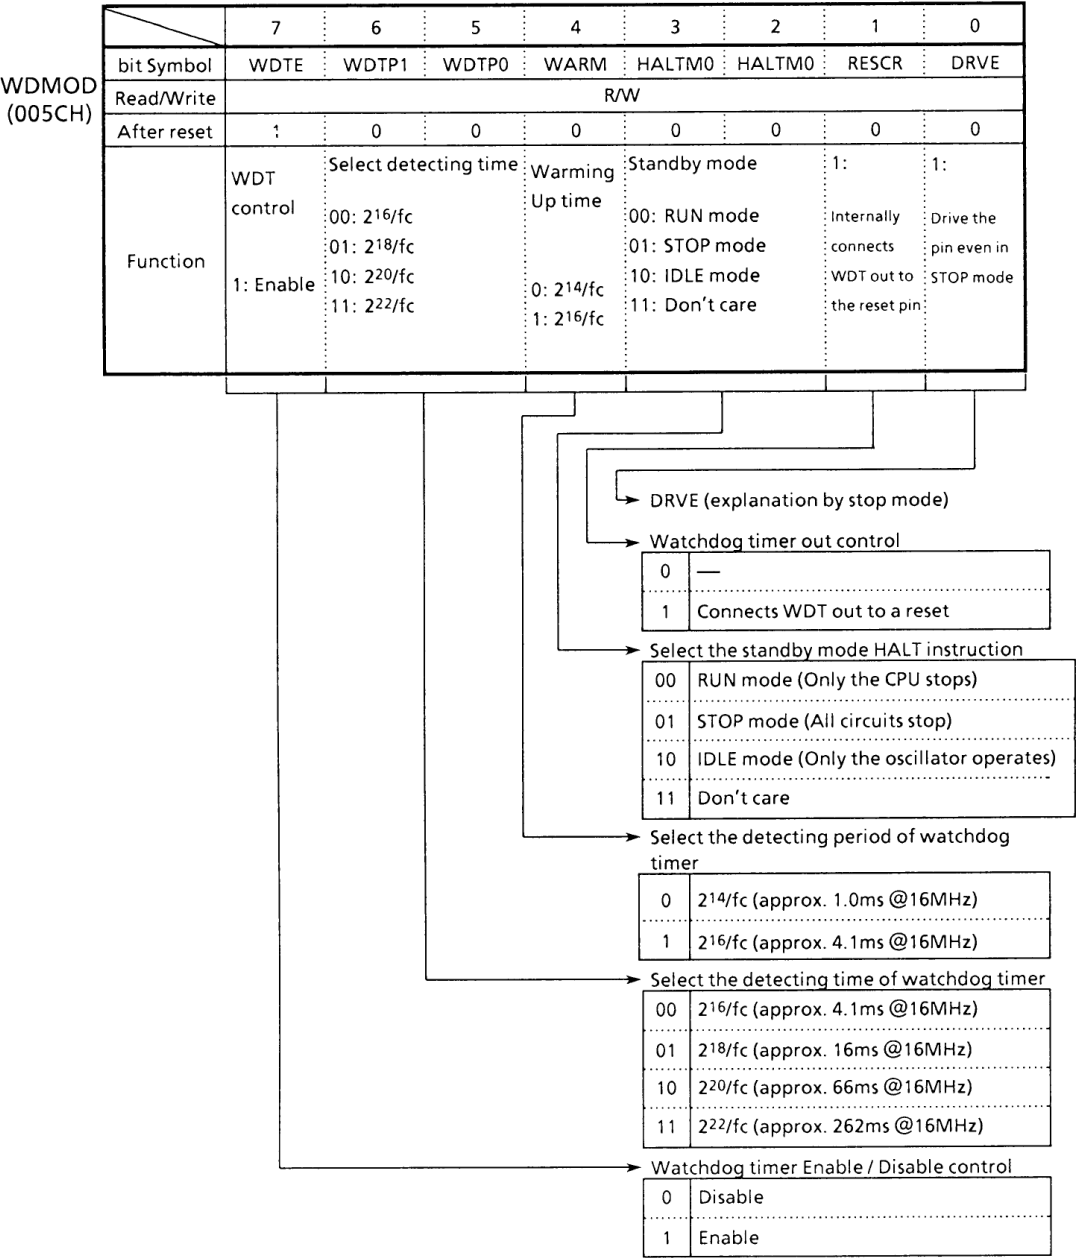 7 6 5 4 3 2 1 0
bit Symbol WDTE WDTP1 WDTP0 WARM HALTM0 HALTM0 RESCR DRVE
WDMOD
(005CH)
Read/Write R/W
After reset 1 0 0 0 0 0 0 0
Function
WDT
control
1: Enable
Select detecting time
00: 2^16/fc
01: 2^18/fc
10: 2^20/fc
11: 2^22/fc
Warming
Up time
0: 2^14/fc
1: 2^16/fc
Standby mode
00: RUN mode
01: STOP mode
10: IDLE mode
11: Don't care
1:
Internally
connects
WDT out to
the reset pin
1:
Drive the
pin even in
STOP mode
DRVE (explanation by stop mode)
Watchdog timer out control
0 —
1 Connects WDT out to a reset
Select the standby mode HALT instruction
00 RUN mode (Only the CPU stops)
01 STOP mode (All circuits stop)
10 IDLE mode (Only the oscillator operates)
11 Don't care
Select the detecting period of watchdog
timer
0 2^14/fc (approx. 1.0ms @16MHz)
1 2^16/fc (approx. 4.1ms @16MHz)
Select the detecting time of watchdog timer
00 2^16/fc (approx. 4.1ms @16MHz)
01 2^18/fc (approx. 16ms @16MHz)
10 2^20/fc (approx. 66ms @16MHz)
11 2^22/fc (approx. 262ms @16MHz)
Watchdog timer Enable / Disable control
0 Disable
1 Enable